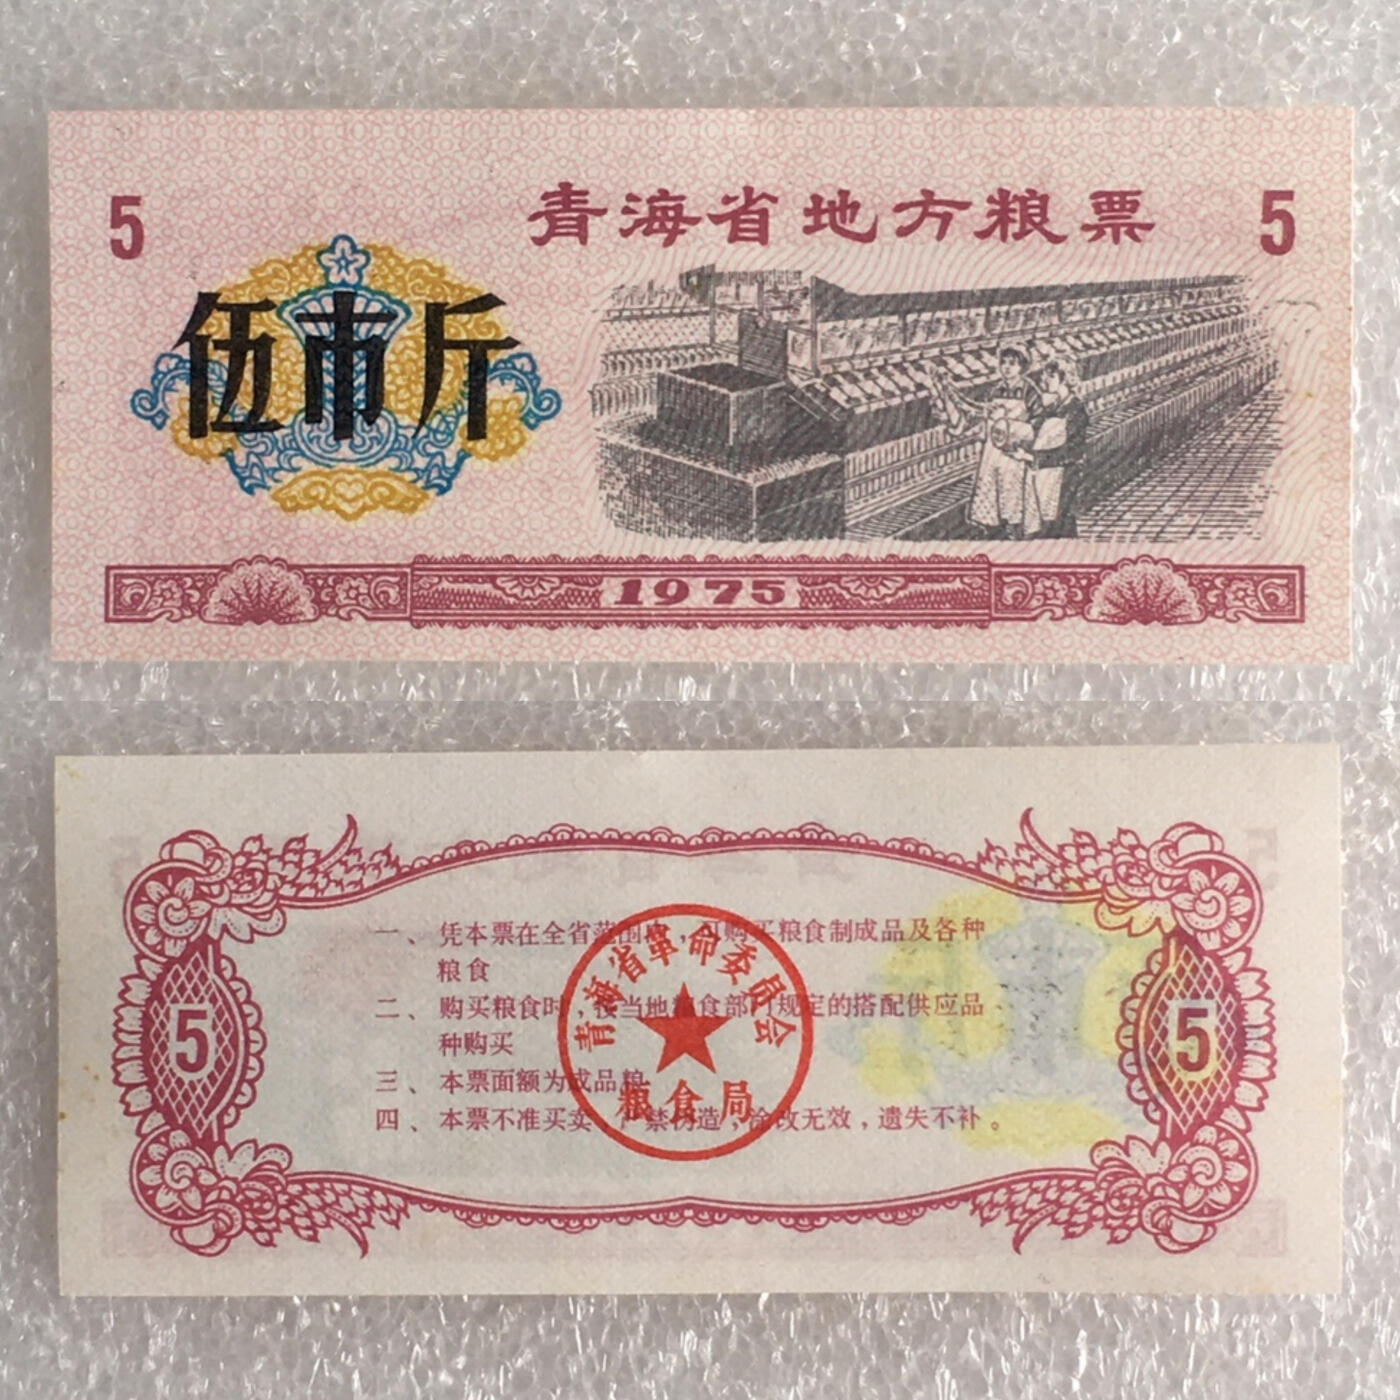 青海省地方粮票
5
5
伍市斤
1975
一、凭本票在全省范围内，可购买粮食制成品及各种
粮食
二、购买粮食时，按当地粮食部门规定的搭配供应品
种购买
三、本票面额为成品粮
四、本票不准买卖，严禁伪造，涂改无效，遗失不补。
5
5
青海省革命委员会
粮食局